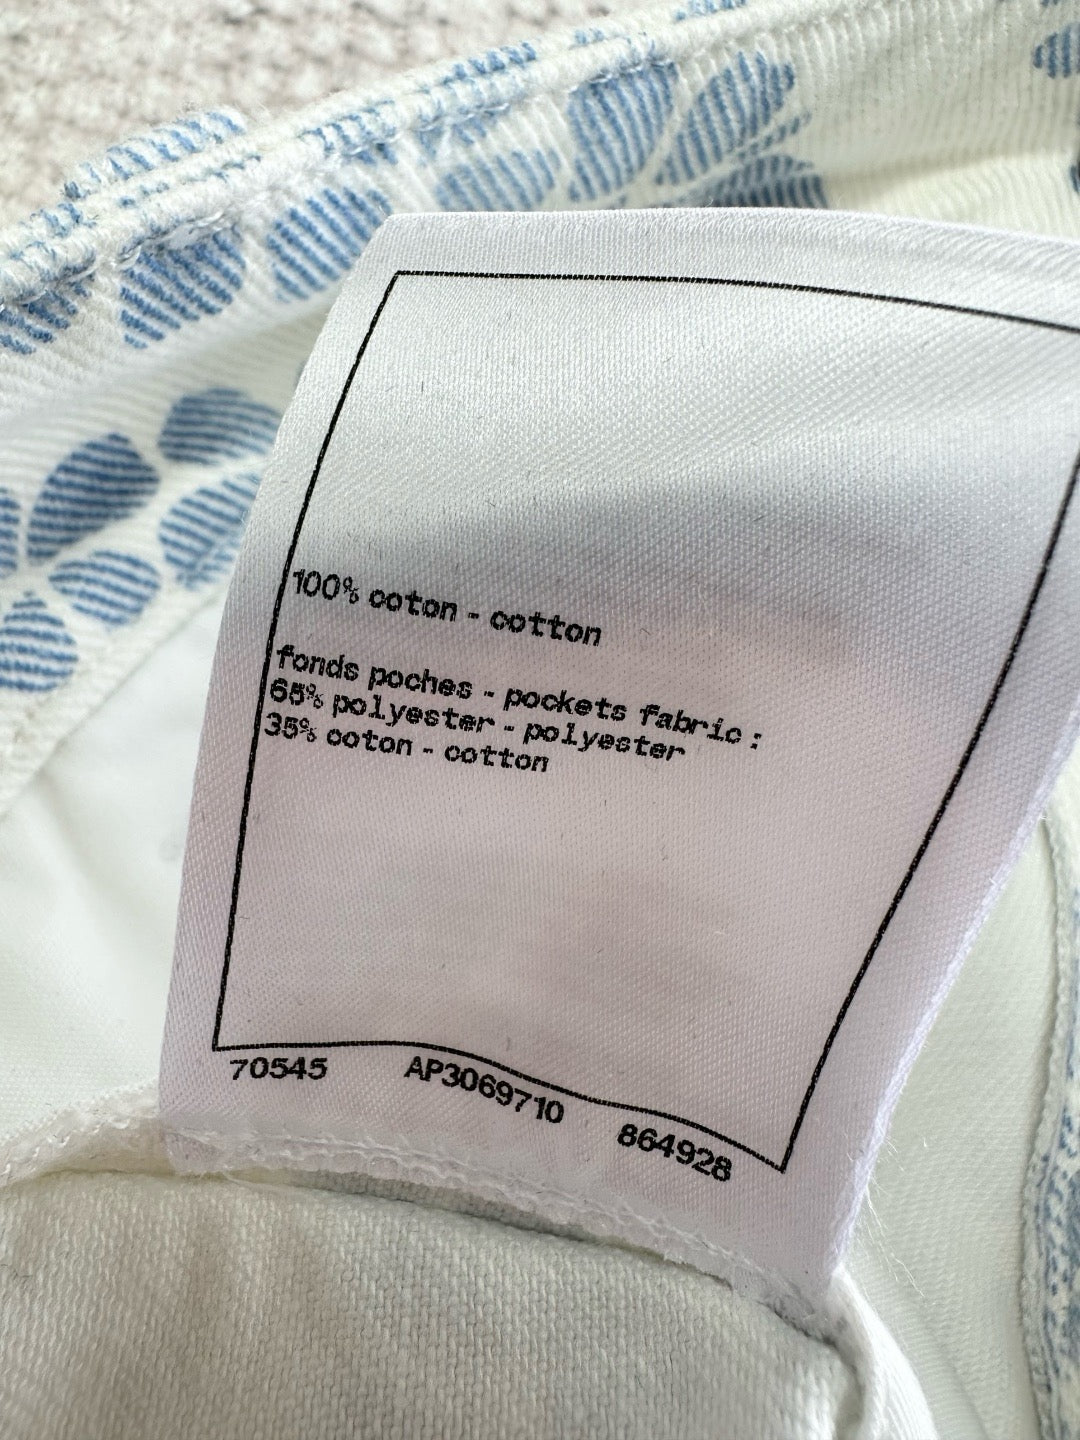 100% coton - cotton
fonds poches - pockets fabric :
65% polyester - polyester
35% coton - cotton
70545 AP3069710 864928